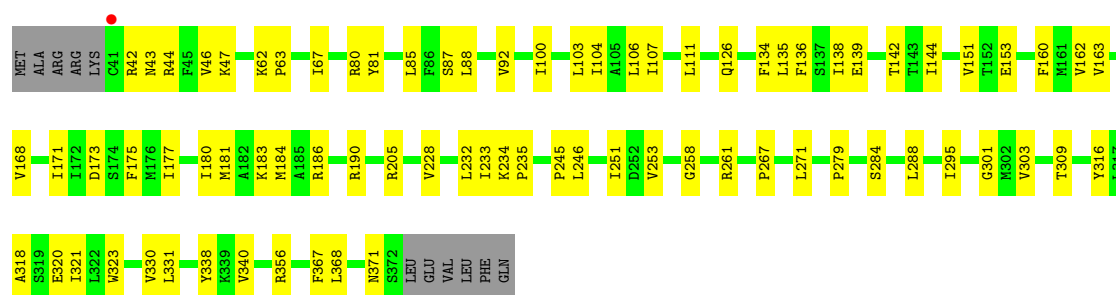 MET ALA ARG ARG LYS C41 R42 N43 R44 F45 V46 K47 K62 P63 I67 R80 Y81 L85 F86 S87 L88 V92 I100 L103 I104 A105 L106 I107 L111 Q126 F134 L135 F136 S137 I138 E139 T142 T143 I144 V151 T152 E153 F160 M161 V162 V163
V168 I171 I172 D173 S174 F175 M176 I177 I180 M181 A182 K183 M184 A185 R186 R190 R205 V228 L232 I233 K234 P235 P245 L246 I251 D252 V253 G258 R261 P267 L271 P279 S284 L288 I295 G301 M302 V303 T309 Y316
A318 S319 E320 I321 L322 W323 V330 L331 Y338 K339 V340 R356 F367 L368 N371 S372 LEU GLU VAL LEU PHE GLN